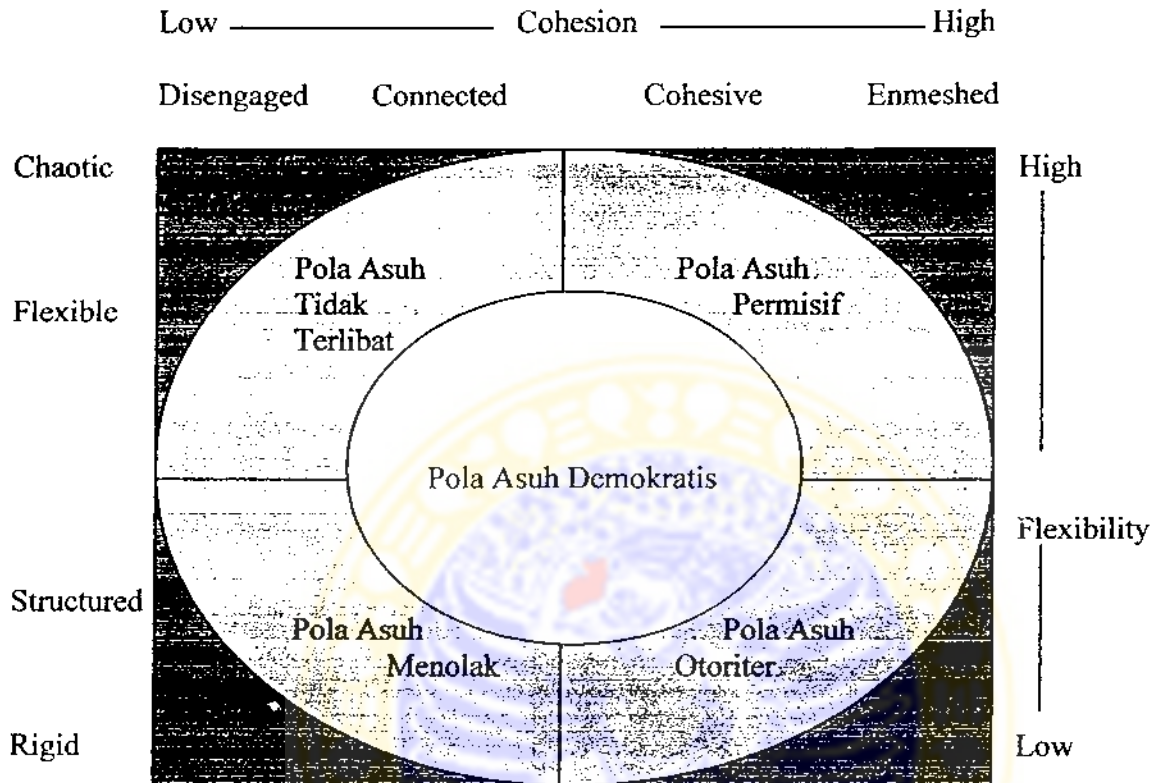 Low Cohesion High
Disengaged Connected Cohesive Enmeshed
Chaotic
High
Pola Asuh
Tidak
Terlibat
Pola Asuh
Permisif
Flexible
Pola Asuh Demokratis
Flexibility
Structured
Pola Asuh
Menolak
Pola Asuh
Otoriter
Rigid
Low